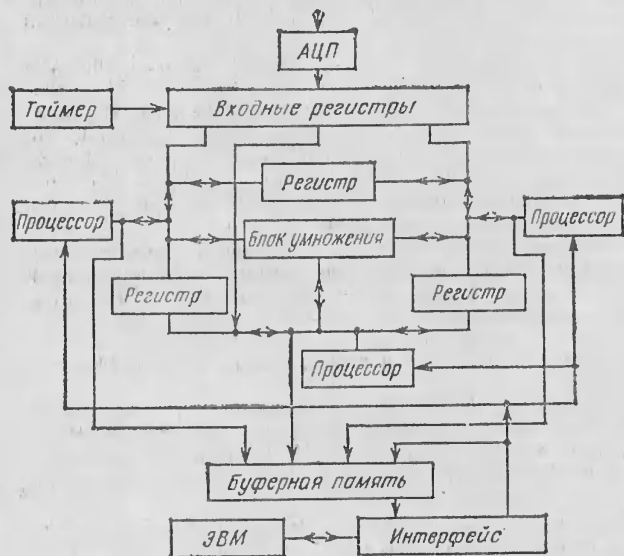 АЦП
Таймер
Входные регистры
Регистр
Процессор
Процессор
Блок умножения
Регистр
Регистр
Процессор
Буферная память
ЭВМ
Интерфейс